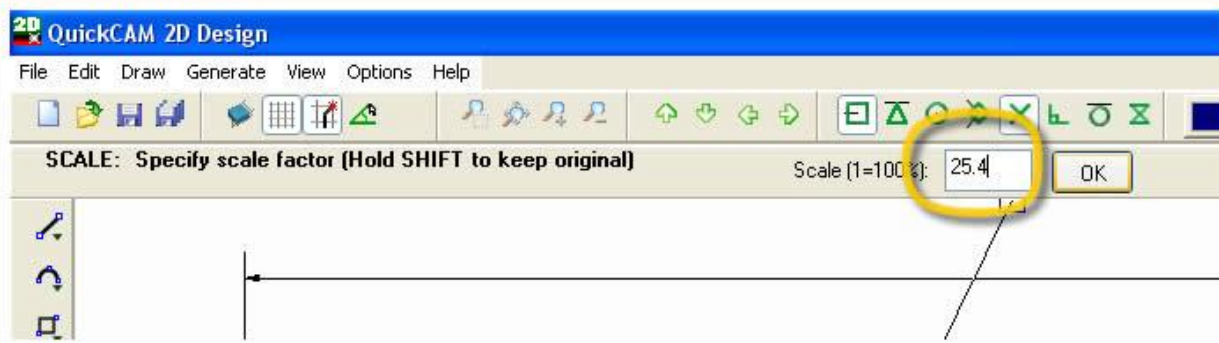 2D QuickCAM 2D Design
File Edit Draw Generate View Options Help
SCALE: Specify scale factor (Hold SHIFT to keep original) Scale (1=100%): 25.4 OK